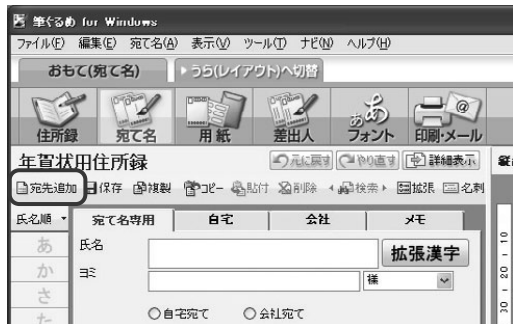 筆ぐるめ for Windows
ファイル(F) 編集(E) 宛て名(A) 表示(V) ツール(T) ナビ(N) ヘルプ(H)
おもて(宛て名) うら(レイアウト)へ切替
住所録 宛て名 用紙 差出人 フォント 印刷・メール
年賀状用住所録 元に戻す やり直す 詳細表示
宛先追加 保存 複製 コピー 貼付 削除 検索 拡張 名刺
氏名順 宛て名専用 自宅 会社 メモ
あ 氏名 拡張漢字
か ヨミ 様
さ
た 自宅宛て 会社宛て
0
10
20
30